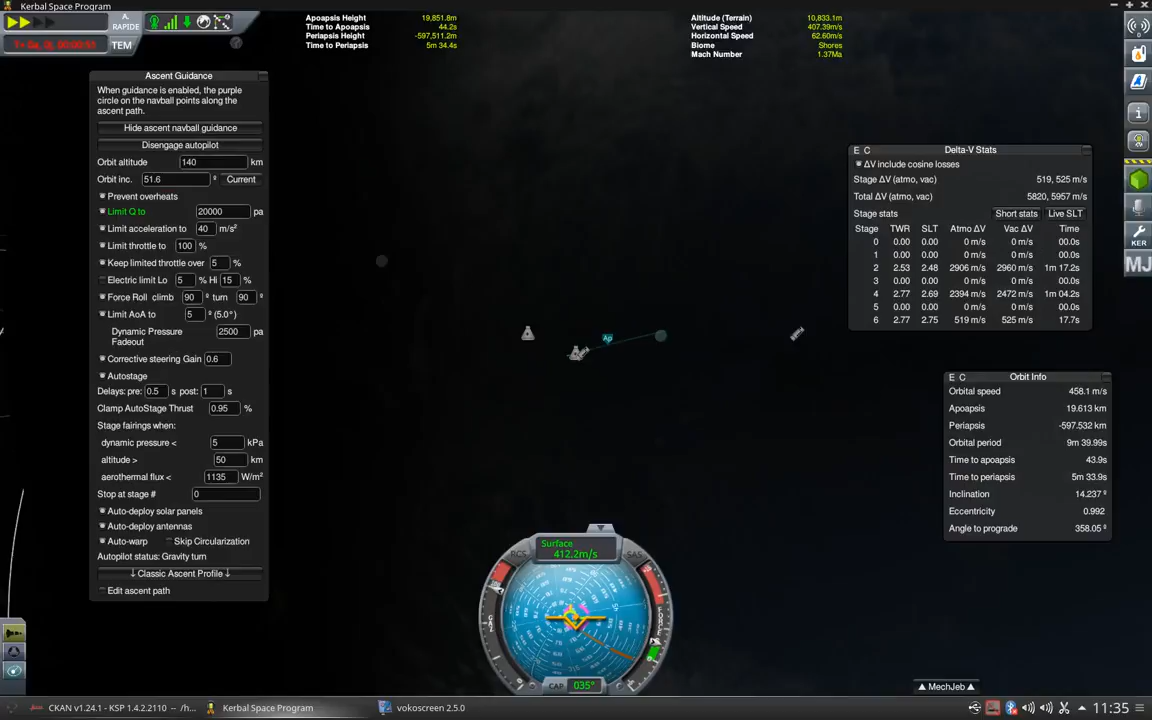 Kerbal Space Program
RAPIDE
TEM
Apoapsis Height 19,851.8m
Time to Apoapsis 44.2s
Periapsis Height -597,511.2m
Time to Periapsis 5m 34.4s
Altitude (Terrain) 10,833.1m
Vertical Speed 407.39m/s
Horizontal Speed 62.60m/s
Biome Shores
Mach Number 1.37Ma
Ascent Guidance
When guidance is enabled, the purple
circle on the navball points along the
ascent path.
Hide ascent navball guidance
Disengage autopilot
Orbit altitude 140 km
Orbit inc. 51.6 º Current
Prevent overheats
Limit Q to 20000 pa
Limit acceleration to 40 m/s²
Limit throttle to 100 %
Keep limited throttle over 5 %
Electric limit Lo 5 % Hi 15 %
Force Roll climb 90 º turn 90 º
Limit AoA to 5 º (5.0°)
Dynamic Pressure
Fadeout 2500 pa
Corrective steering Gain 0.6
Autostage
Delays: pre: 0.5 s post: 1 s
Clamp AutoStage Thrust 0.95 %
Stage fairings when:
dynamic pressure < 5 kPa
altitude > 50 km
aerothermal flux < 1135 W/m²
Stop at stage # 0
Auto-deploy solar panels
Auto-deploy antennas
Auto-warp Skip Circularization
Autopilot status: Gravity turn
↓ Classic Ascent Profile ↓
Edit ascent path
Ap
E C Delta-V Stats
ΔV include cosine losses
Stage ΔV (atmo, vac) 519, 525 m/s
Total ΔV (atmo, vac) 5820, 5957 m/s
Stage stats Short stats Live SLT
Stage TWR SLT Atmo ΔV Vac ΔV Time
0 0.00 0.00 0 m/s 0 m/s 00.0s
1 0.00 0.00 0 m/s 0 m/s 00.0s
2 2.53 2.48 2906 m/s 2960 m/s 1m 17.2s
3 0.00 0.00 0 m/s 0 m/s 00.0s
4 2.77 2.69 2394 m/s 2472 m/s 1m 04.2s
5 0.00 0.00 0 m/s 0 m/s 00.0s
6 2.77 2.75 519 m/s 525 m/s 17.7s
E C Orbit Info
Orbital speed 458.1 m/s
Apoapsis 19.613 km
Periapsis -597.532 km
Orbital period 9m 39.99s
Time to apoapsis 43.9s
Time to periapsis 5m 33.9s
Inclination 14.237 º
Eccentricity 0.992
Angle to prograde 358.05 º
KER
MJ
Surface
412.2m/s
RCS SAS
CAP 035°
▲ MechJeb ▲
CKAN v1.24.1 - KSP 1.4.2.2110 -- /h...
Kerbal Space Program
vokoscreen 2.5.0
11:35